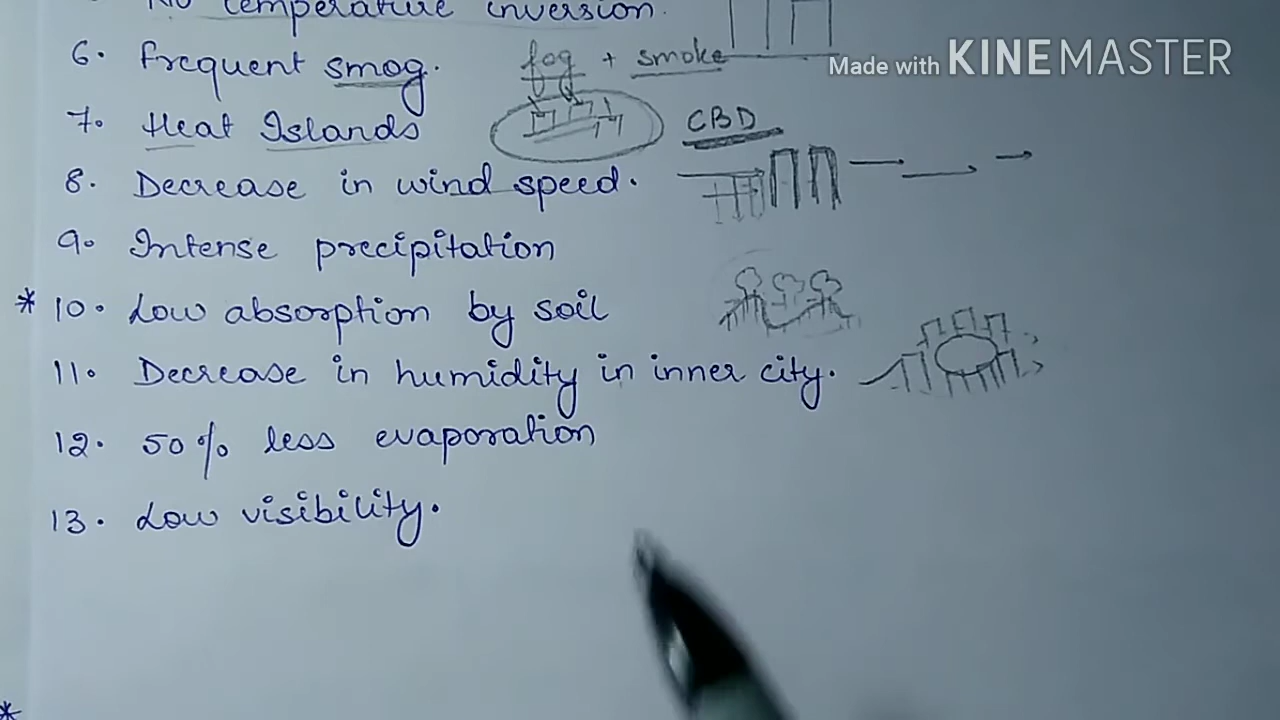 No temperature inversion.
6. Frequent smog. fog + smoke
Made with KINEMASTER
7. Heat Islands CBD
8. Decrease in wind speed.
9. Intense precipitation
* 10. Low absorption by soil
11. Decrease in humidity in inner city.
12. 50% less evaporation
13. Low visibility.
*